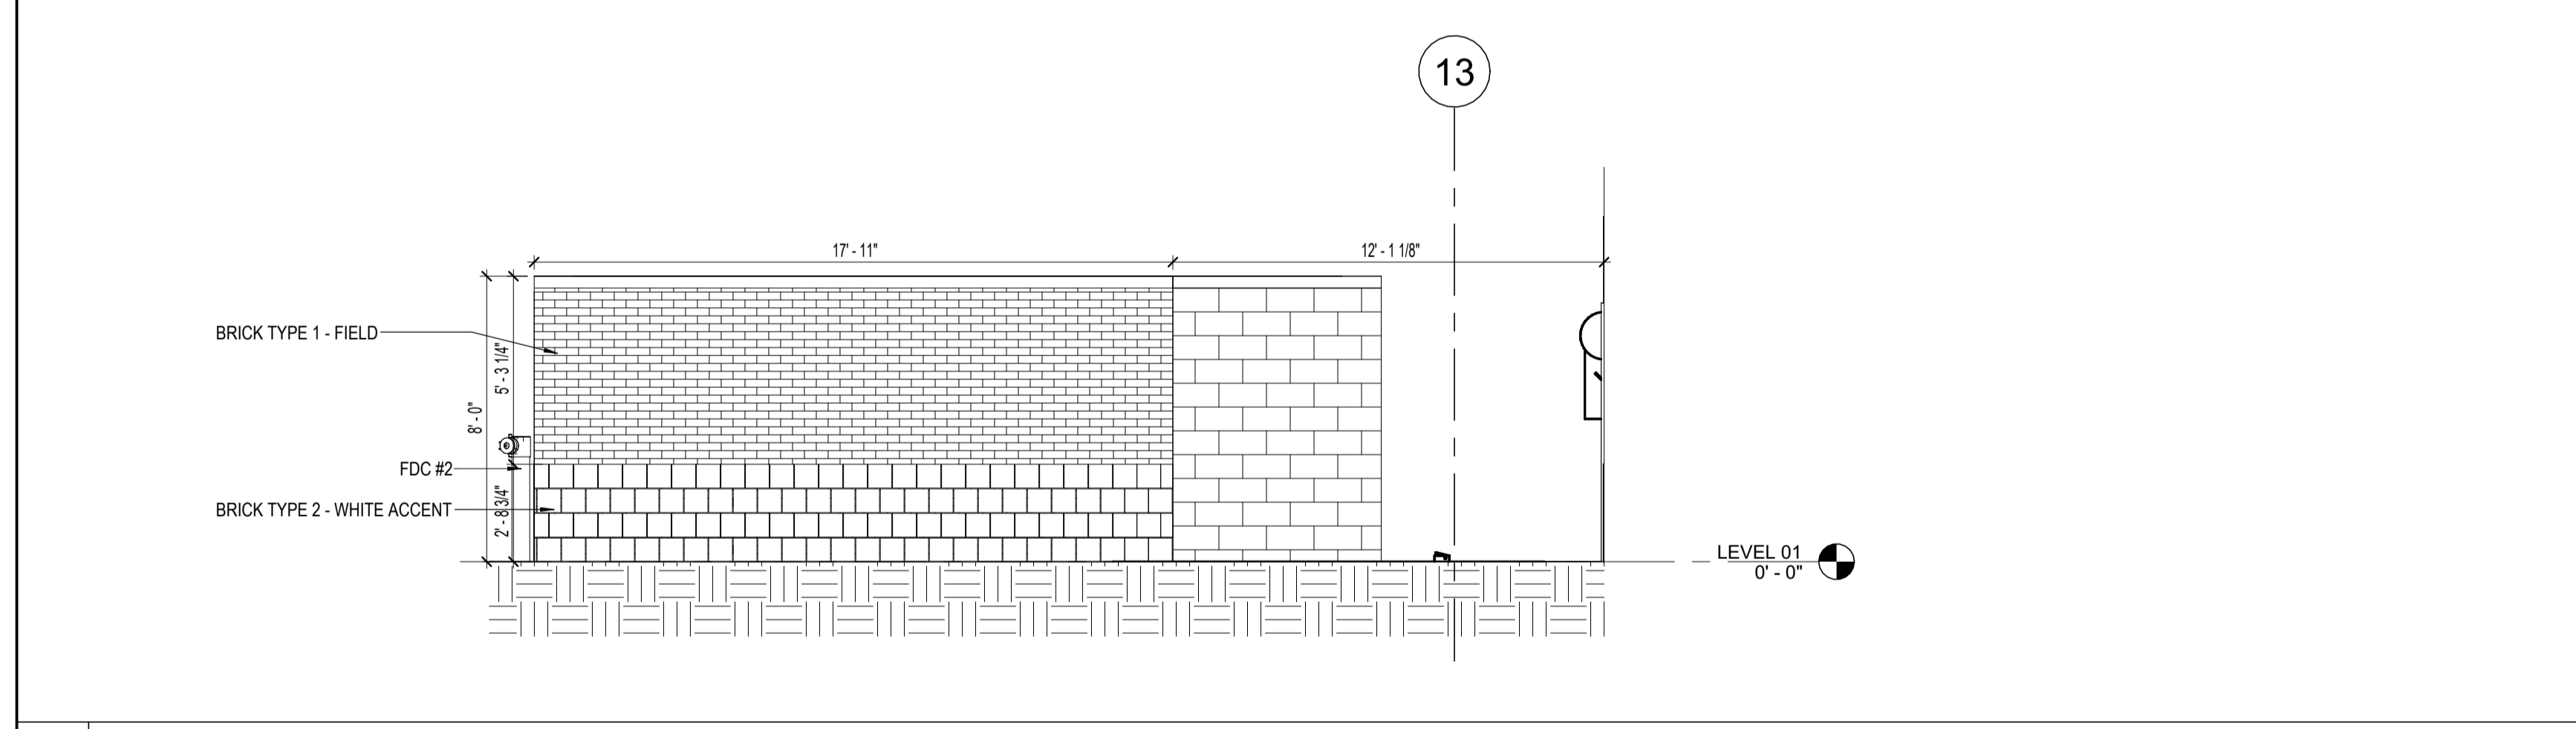 13
17' - 11"
12' - 1 1/8"
BRICK TYPE 1 - FIELD
5' - 3 1/4"
8' - 0"
FDC #2
BRICK TYPE 2 - WHITE ACCENT
2' - 8 3/4"
LEVEL 01
0' - 0"